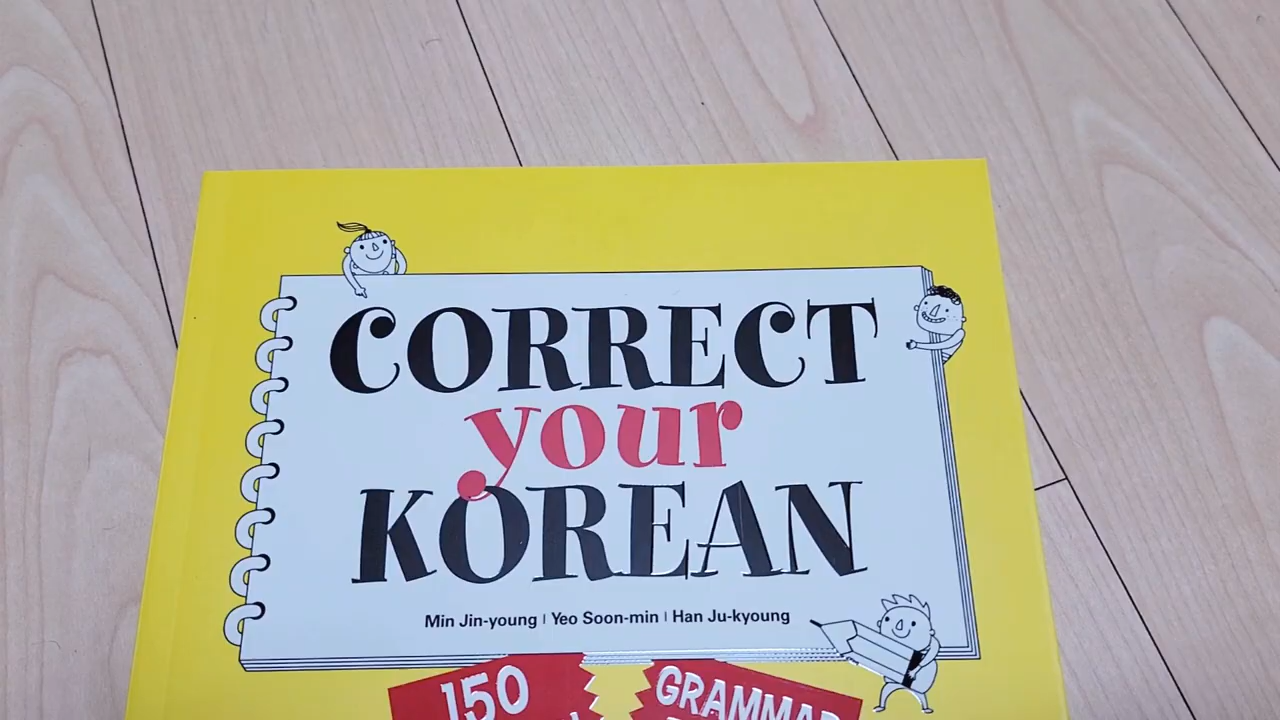 CORRECT
your
KOREAN
Min Jin-young | Yeo Soon-min | Han Ju-kyoung
150
GRAMMAR